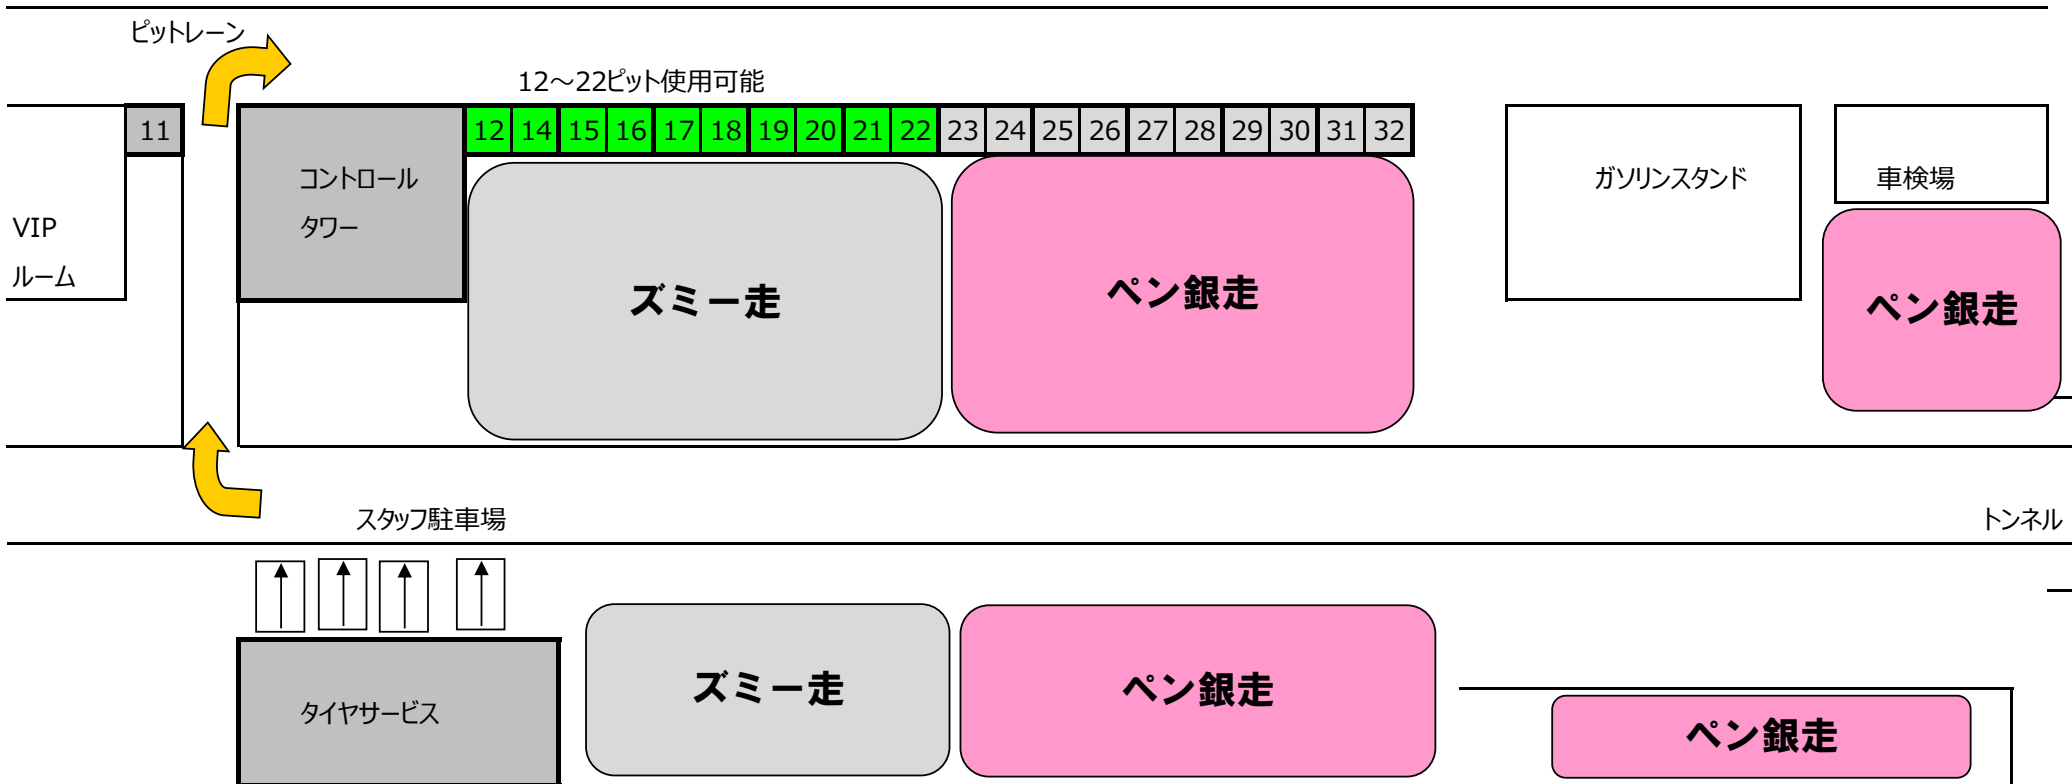 ピットレーン
12～22ピット使用可能
11
12 14 15 16 17 18 19 20 21 22 23 24 25 26 27 28 29 30 31 32
コントロール
タワー
VIP
ルーム
ズミー走
ペン銀走
ガソリンスタンド
車検場
ペン銀走
スタッフ駐車場
トンネル
タイヤサービス
ズミー走
ペン銀走
ペン銀走